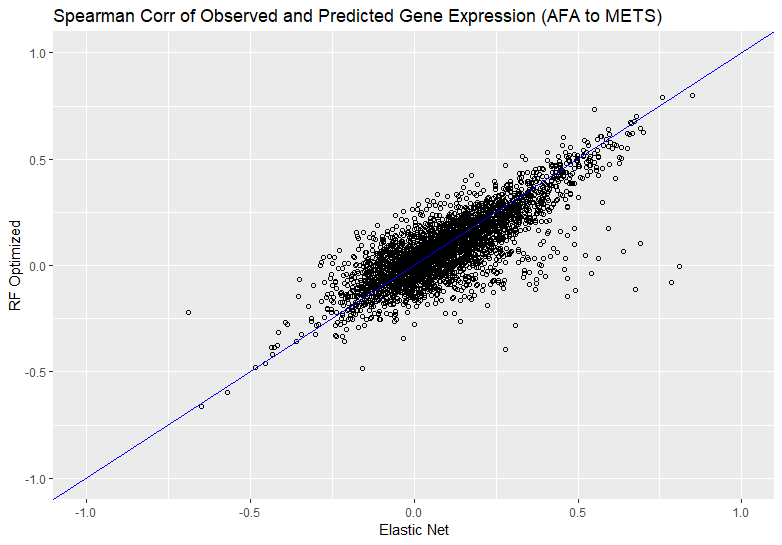 Spearman Corr of Observed and Predicted Gene Expression (AFA to METS)
RF Optimized
1.0
0.5
0.0
-0.5
-1.0
-1.0 -0.5 0.0 0.5 1.0
Elastic Net